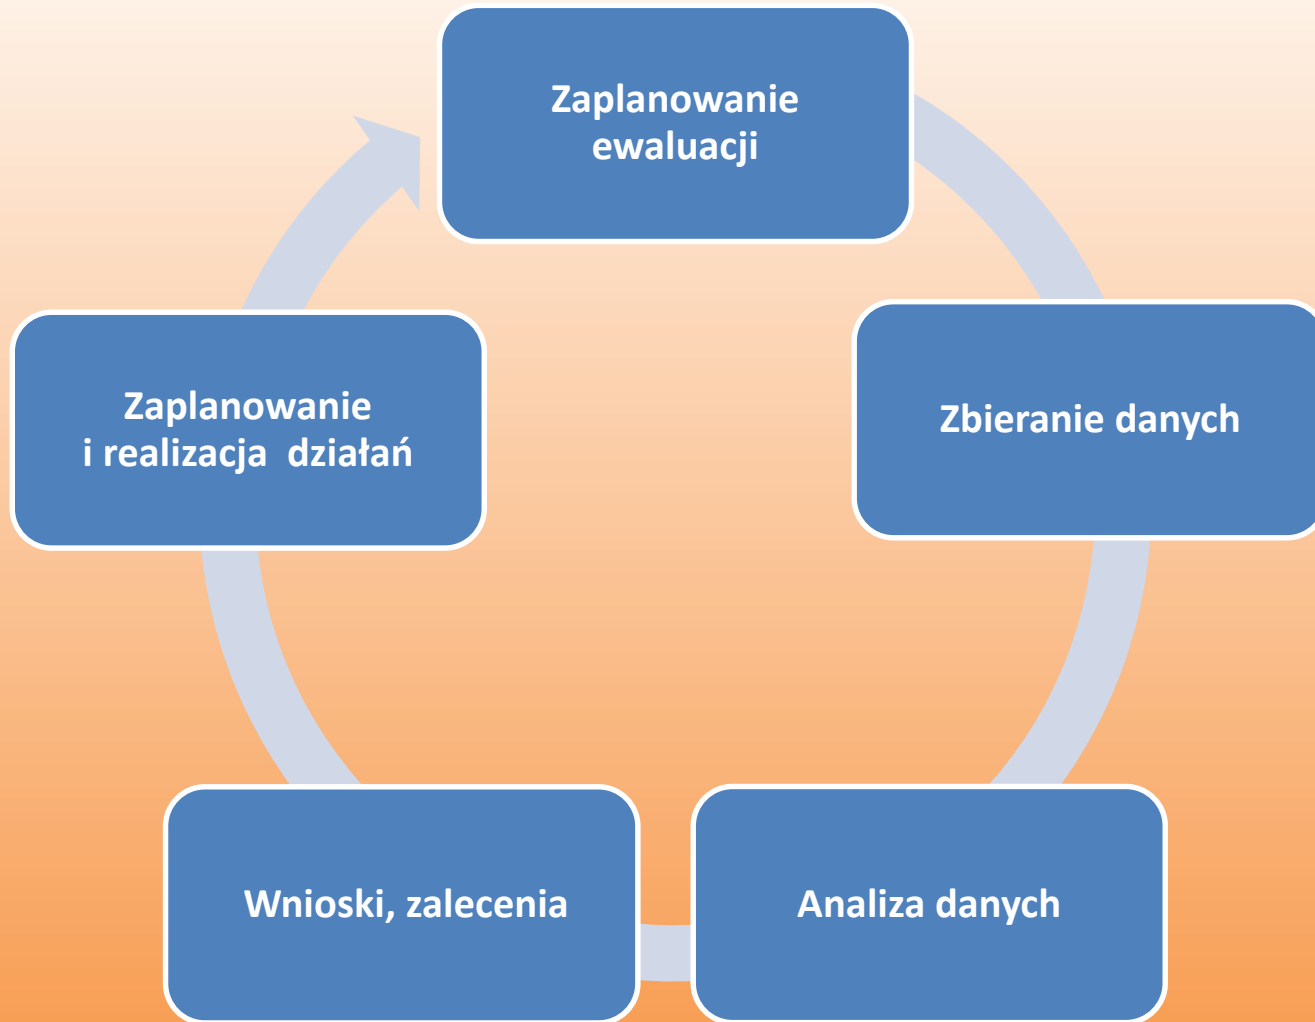 Zaplanowanie
ewaluacji
Zbieranie danych
Analiza danych
Wnioski, zalecenia
Zaplanowanie
i realizacja  działań